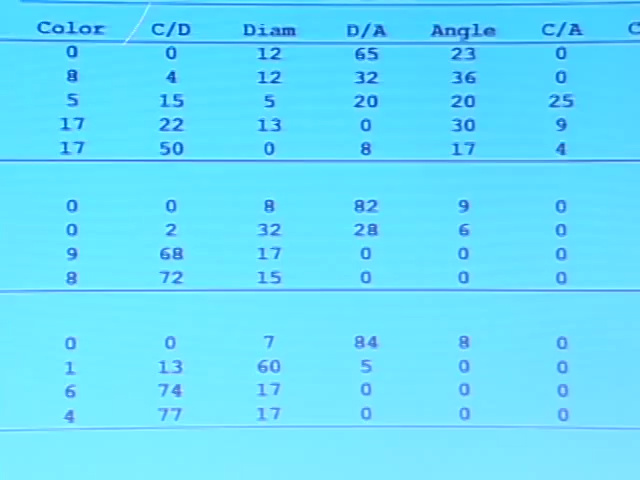 Color C/D Diam D/A Angle C/A C
0 0 12 65 23 0
8 4 12 32 36 0
5 15 5 20 20 25
17 22 13 0 30 9
17 50 0 8 17 4
0 0 8 82 9 0
0 2 32 28 6 0
9 68 17 0 0 0
8 72 15 0 0 0
0 0 7 84 8 0
1 13 60 5 0 0
6 74 17 0 0 0
4 77 17 0 0 0